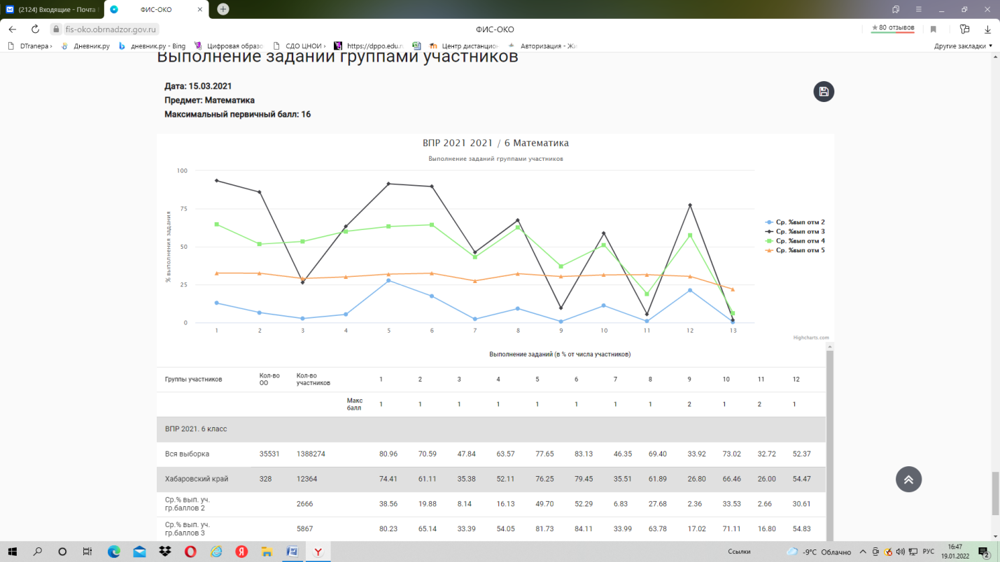 (2124) Входящие - Почта
ФИС-ОКО
fis-oko.obrnadzor.gov.ru
ФИС-ОКО
80 отзывов
DTranepa ›
Дневник.ру
дневник.ру - Bing
Цифровая образо
СДО ЦНОИ ›
https://dppo.edu.r
Центр дистанцион
Авторизация - Жи
Другие закладки
Выполнение заданий группами участников
Дата: 15.03.2021
Предмет: Математика
Максимальный первичный балл: 16
ВПР 2021 2021 / 6 Математика
Выполнение заданий группами участников
% выполнения задания
100
75
50
25
0
1 2 3 4 5 6 7 8 9 10 11 12 13
Ср. %вып отм 2
Ср. %вып отм 3
Ср. %вып отм 4
Ср. %вып отм 5
Highcharts.com
Выполнение заданий (в % от числа участников)
Группы участников Кол-во ОО Кол-во участников 1 2 3 4 5 6 7 8 9 10 11 12
Макс балл 1 1 1 1 1 1 1 1 2 1 2 1
ВПР 2021. 6 класс
Вся выборка 35531 1388274 80.96 70.59 47.84 63.57 77.65 83.13 46.35 69.40 33.92 73.02 32.72 52.37
Хабаровский край 328 12364 74.41 61.11 35.38 52.11 76.25 79.45 35.51 61.89 26.80 66.46 26.00 54.47
Ср.% вып. уч. гр.баллов 2 2666 38.56 19.88 8.14 16.13 49.70 52.29 6.83 27.68 2.36 33.53 2.66 30.61
Ср.% вып. уч. гр.баллов 3 5867 80.23 65.14 33.39 54.05 81.73 84.11 33.99 63.78 17.02 71.11 16.80 54.83
Ссылки
-9°C Облачно
РУС
16:47
19.01.2022
2